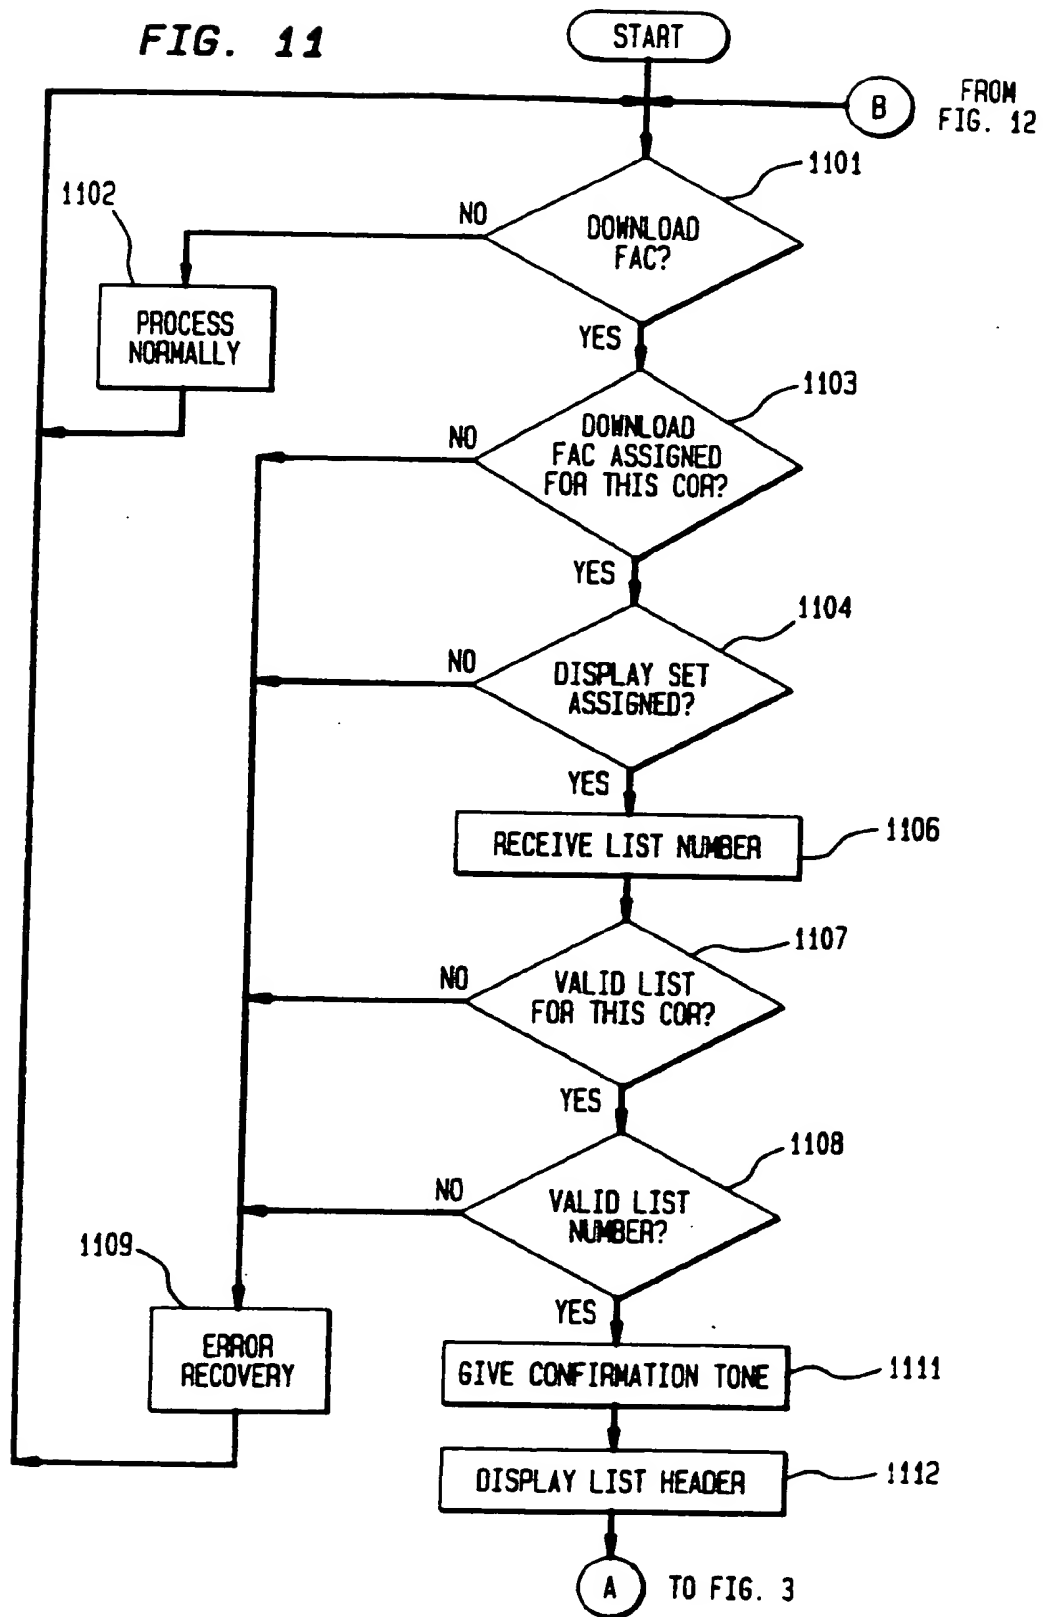 FIG. 11
START
B
FROM
FIG. 12
1101
1102
NO
DOWNLOAD
FAC?
PROCESS
NORMALLY
YES
1103
NO
DOWNLOAD
FAC ASSIGNED
FOR THIS COR?
YES
1104
NO
DISPLAY SET
ASSIGNED?
YES
RECEIVE LIST NUMBER
1106
1107
NO
VALID LIST
FOR THIS COR?
YES
1108
NO
VALID LIST
NUMBER?
1109
YES
ERROR
RECOVERY
GIVE CONFIRMATION TONE
1111
DISPLAY LIST HEADER
1112
A
TO FIG. 3